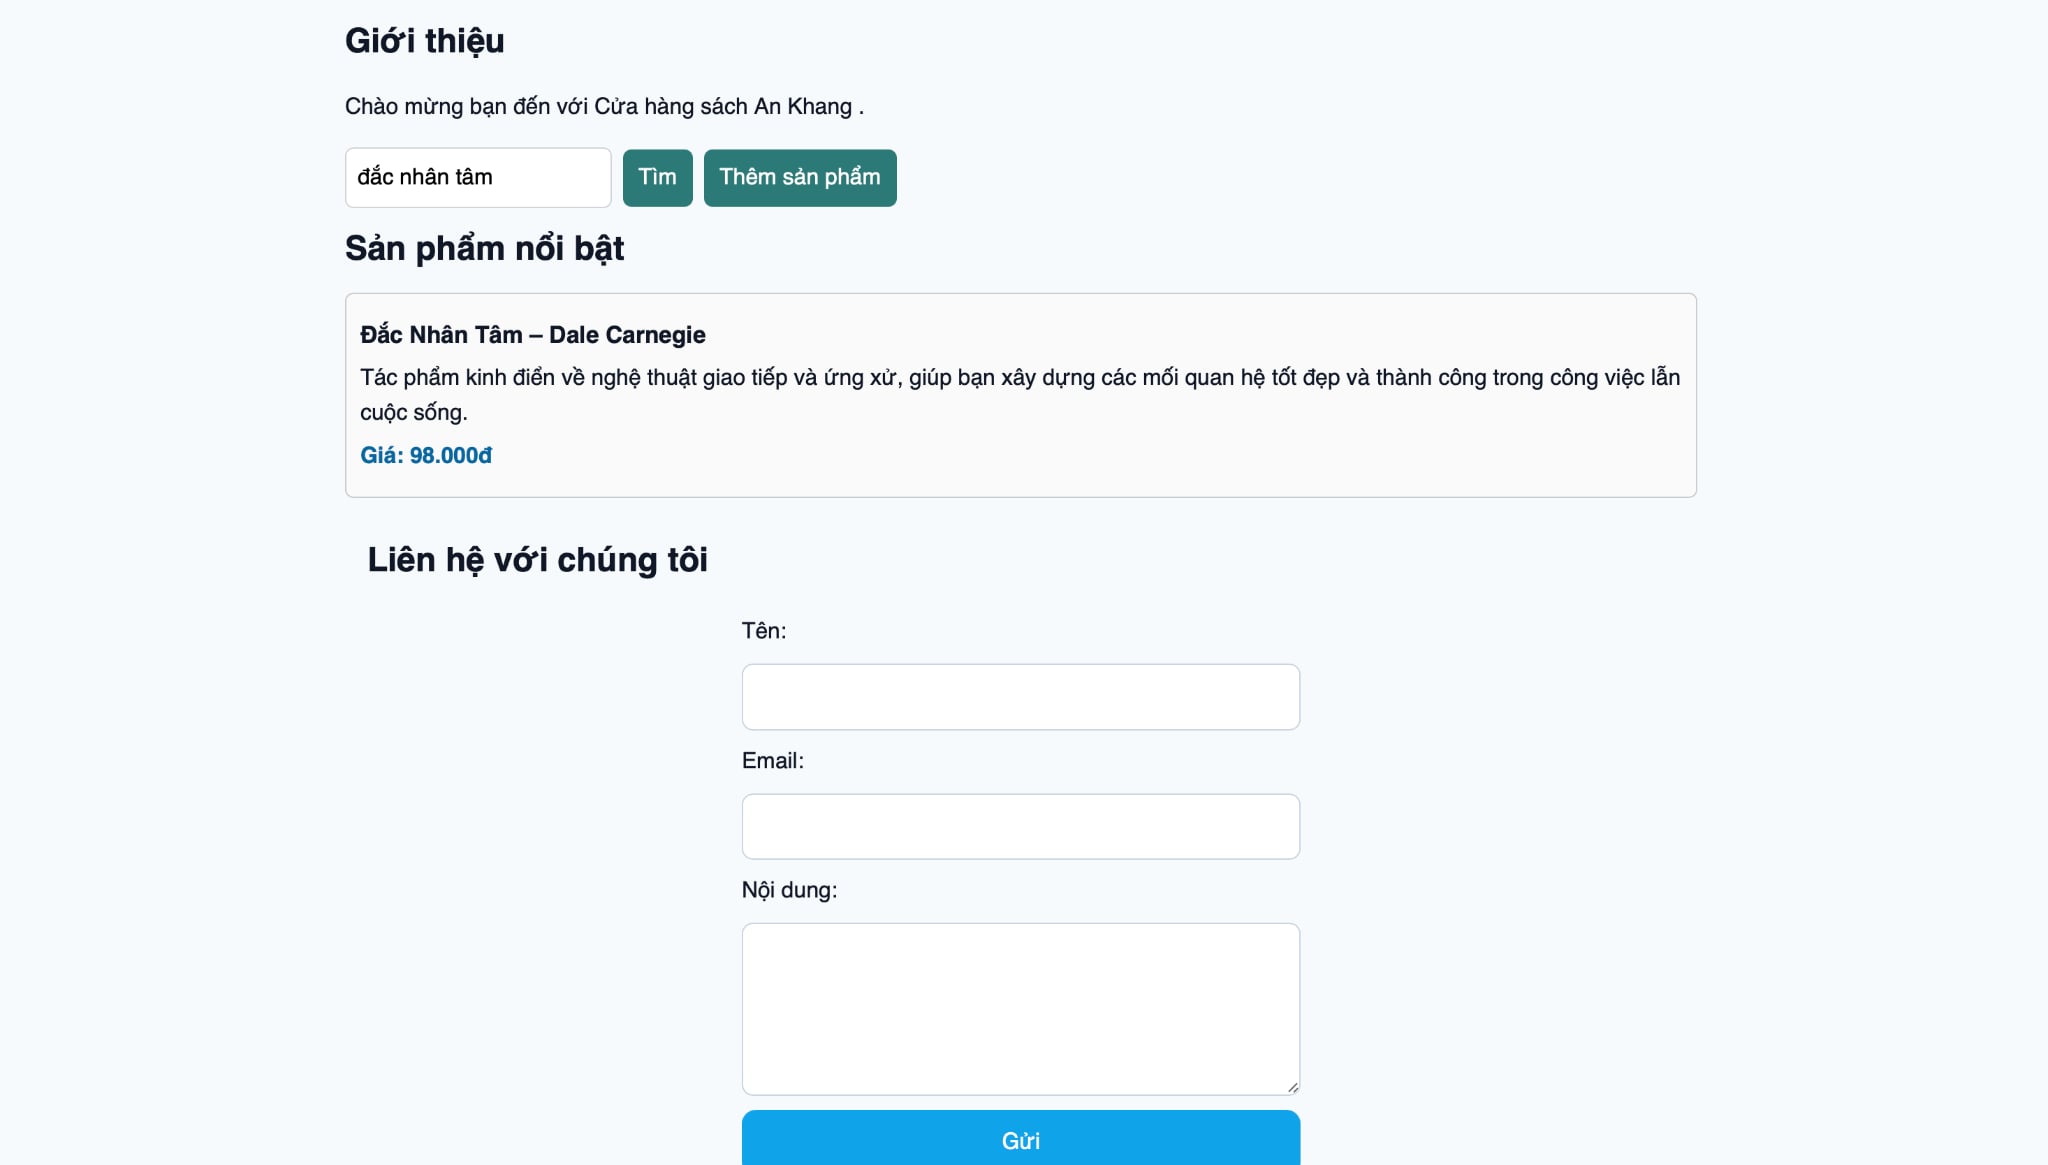 Giới thiệu
Chào mừng bạn đến với Cửa hàng sách An Khang .
đắc nhân tâm
Tìm
Thêm sản phẩm
Sản phẩm nổi bật
Đắc Nhân Tâm – Dale Carnegie
Tác phẩm kinh điển về nghệ thuật giao tiếp và ứng xử, giúp bạn xây dựng các mối quan hệ tốt đẹp và thành công trong công việc lẫn
cuộc sống.
Giá: 98.000đ
Liên hệ với chúng tôi
Tên:
Email:
Nội dung:
Gửi